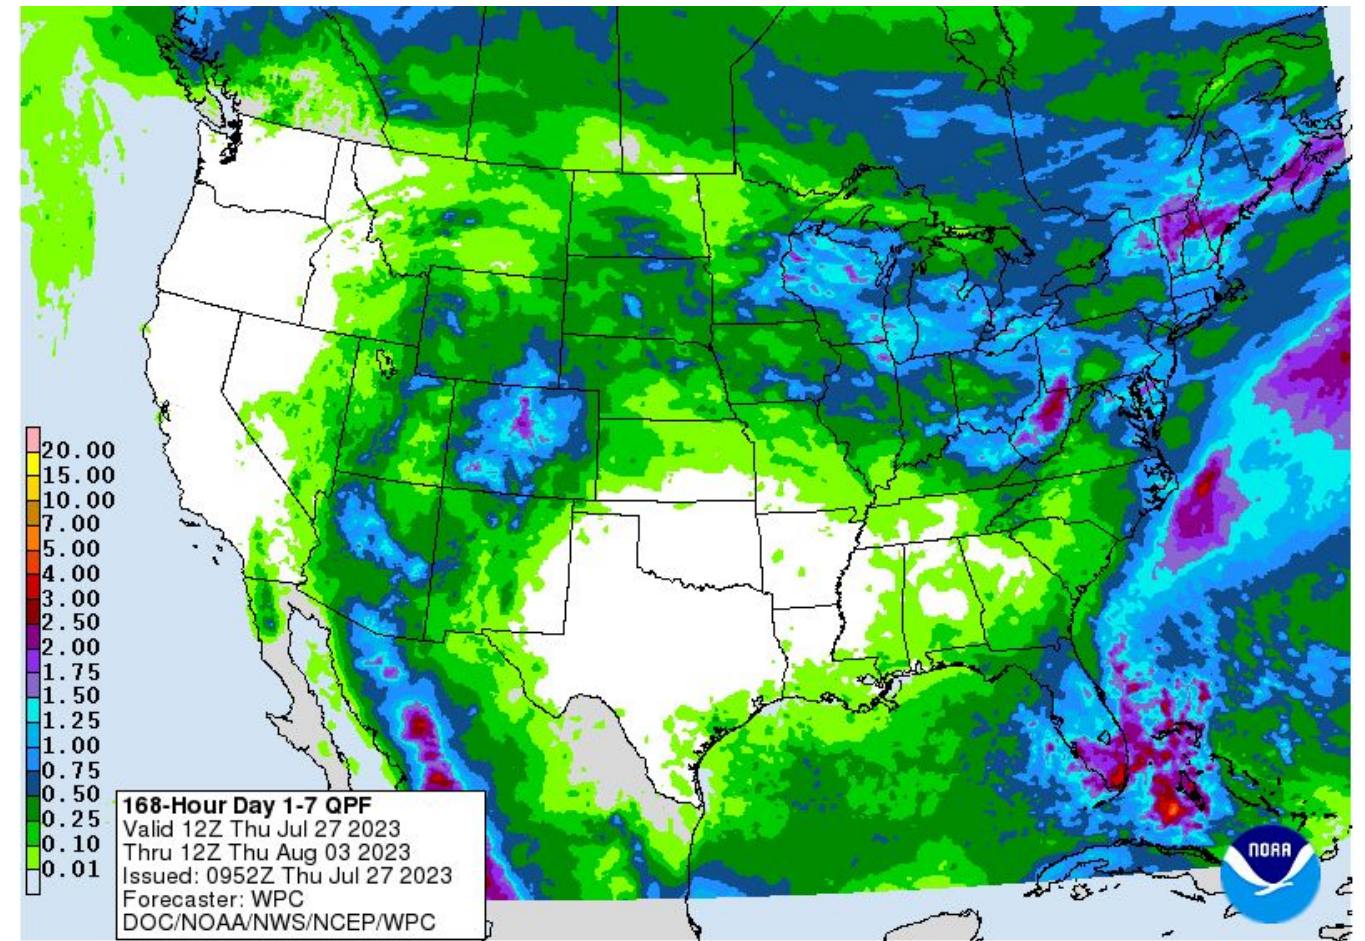 20.00
15.00
10.00
7.00
5.00
4.00
3.00
2.50
2.00
1.75
1.50
1.25
1.00
0.75
0.50
0.25
0.10
0.01
168-Hour Day 1-7 QPF
Valid 12Z Thu Jul 27 2023
Thru 12Z Thu Aug 03 2023
Issued: 0952Z Thu Jul 27 2023
Forecaster: WPC
DOC/NOAA/NWS/NCEP/WPC
NOAA